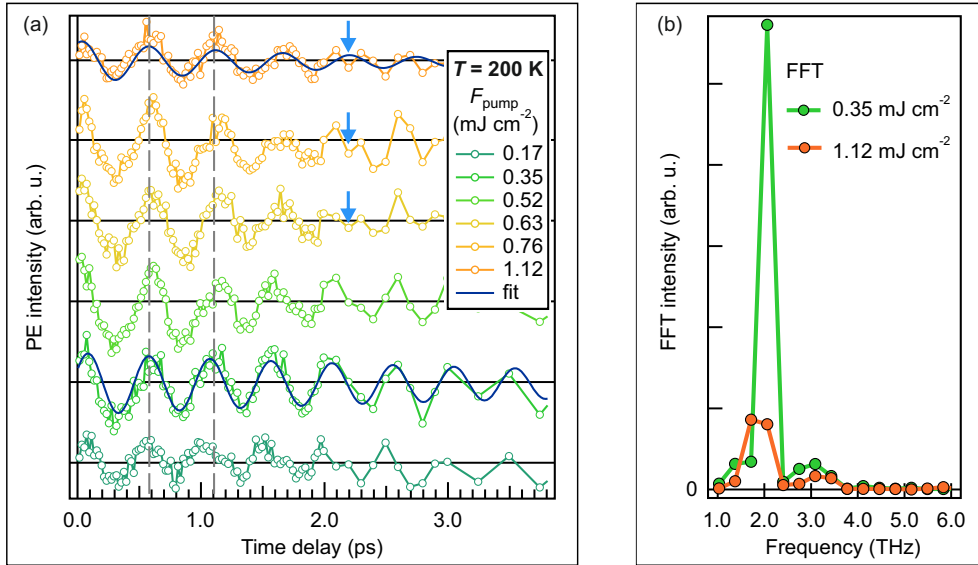 (a)
PE intensity (arb. u.)
T = 200 K
F_pump
(mJ cm⁻²)
0.17
0.35
0.52
0.63
0.76
1.12
fit
0.0 1.0 2.0 3.0
Time delay (ps)
(b)
FFT intensity (arb. u.)
FFT
0.35 mJ cm⁻²
1.12 mJ cm⁻²
0
1.0 2.0 3.0 4.0 5.0 6.0
Frequency (THz)